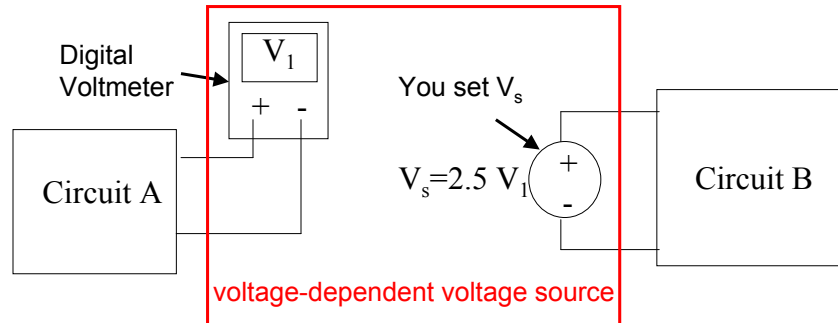 Digital
Voltmeter
V₁
+ -
You set Vₛ
Circuit A
Vₛ=2.5 V₁
+
-
Circuit B
voltage-dependent voltage source